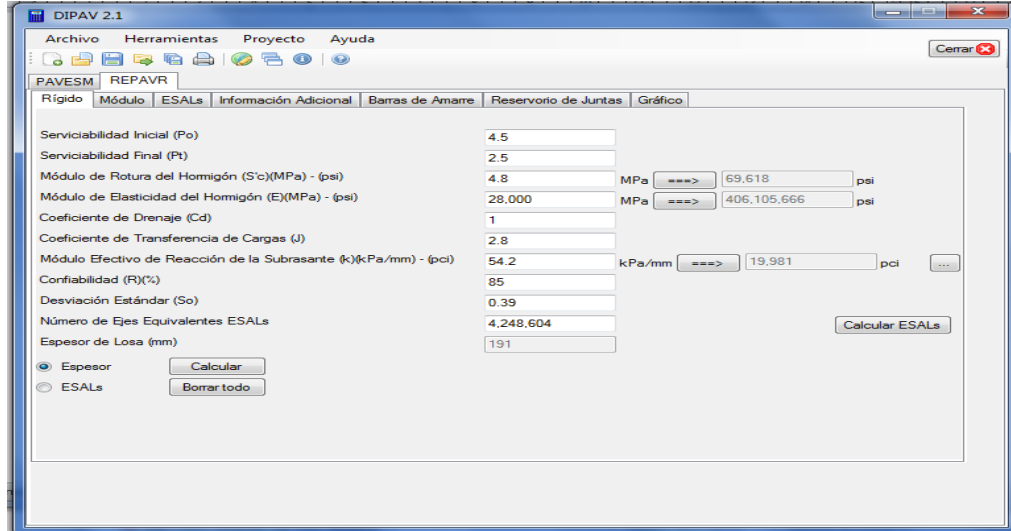 DIPAV 2.1
Archivo Herramientas Proyecto Ayuda
Cerrar
PAVESM REPAVR
Rígido Módulo ESALs Información Adicional Barras de Amarre Reservorio de Juntas Gráfico
Serviciabilidad Inicial (Po) 4.5
Serviciabilidad Final (Pt) 2.5
Módulo de Rotura del Hormigón (S'c)(MPa) - (psi) 4.8 MPa ===> 69,618 psi
Módulo de Elasticidad del Hormigón (E)(MPa) - (psi) 28,000 MPa ===> 406,105,666 psi
Coeficiente de Drenaje (Cd) 1
Coeficiente de Transferencia de Cargas (J) 2.8
Módulo Efectivo de Reacción de la Subrasante (k)(kPa/mm) - (pci) 54.2 kPa/mm ===> 19,981 pci ...
Confiabilidad (R)(%) 85
Desviación Estándar (So) 0.39
Número de Ejes Equivalentes ESALs 4,248,604 Calcular ESALs
Espesor de Losa (mm) 191
Espesor Calcular
ESALs Borrar todo